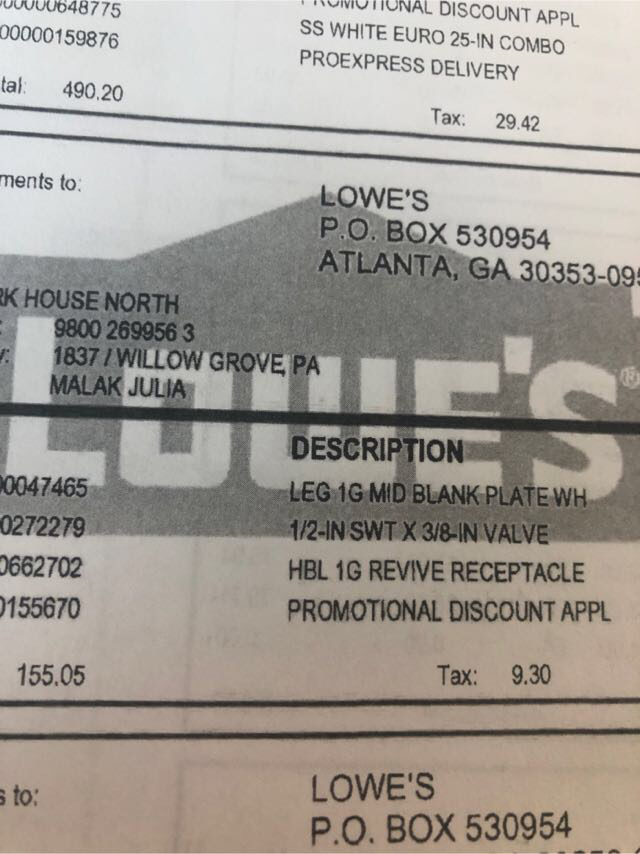 00000648775 PROMOTIONAL DISCOUNT APPL
00000159876 SS WHITE EURO 25-IN COMBO
PROEXPRESS DELIVERY
tal: 490.20 Tax: 29.42
ments to: LOWE'S
P.O. BOX 530954
ATLANTA, GA 30353-095
RK HOUSE NORTH
: 9800 269956 3
y: 1837 / WILLOW GROVE, PA
MALAK JULIA
LOWE'S®
DESCRIPTION
00047465 LEG 1G MID BLANK PLATE WH
0272279 1/2-IN SWT X 3/8-IN VALVE
0662702 HBL 1G REVIVE RECEPTACLE
0155670 PROMOTIONAL DISCOUNT APPL
155.05 Tax: 9.30
s to: LOWE'S
P.O. BOX 530954